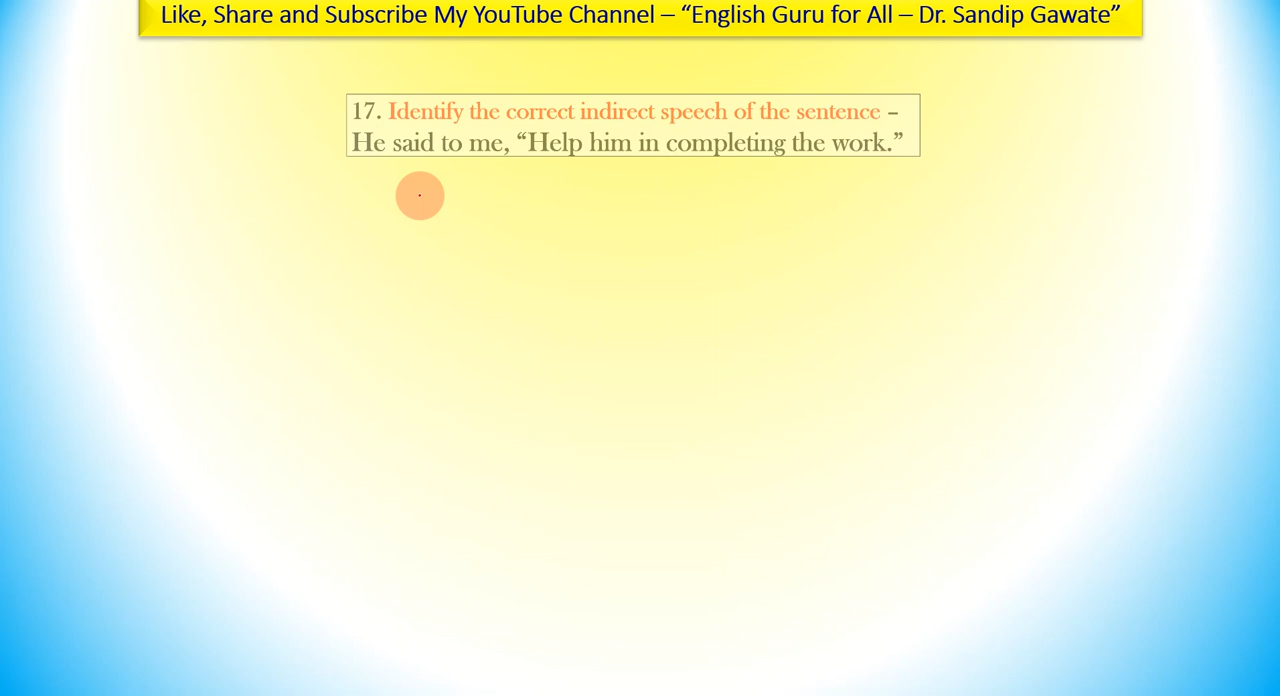 Like, Share and Subscribe My YouTube Channel – “English Guru for All – Dr. Sandip Gawate”
17. Identify the correct indirect speech of the sentence –
He said to me, “Help him in completing the work.”